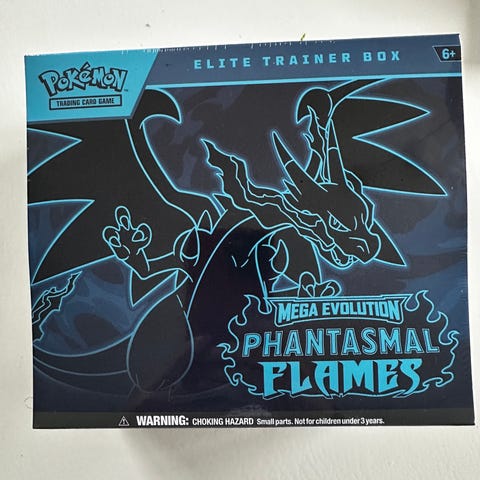 ELITE TRAINER BOX
6+
POKéMON
TRADING CARD GAME
MEGA EVOLUTION
PHANTASMAL
FLAMES
WARNING: CHOKING HAZARD Small parts. Not for children under 3 years.